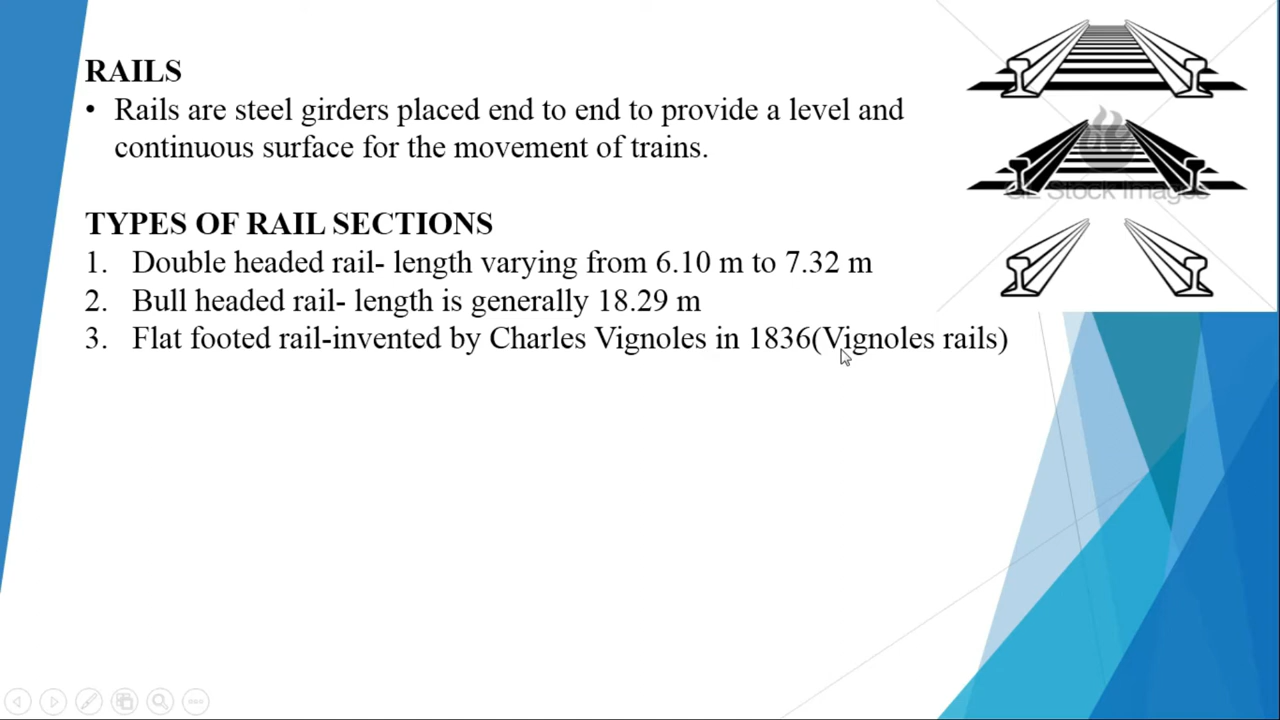 RAILS
• Rails are steel girders placed end to end to provide a level and
continuous surface for the movement of trains.
TYPES OF RAIL SECTIONS
1. Double headed rail- length varying from 6.10 m to 7.32 m
2. Bull headed rail- length is generally 18.29 m
3. Flat footed rail-invented by Charles Vignoles in 1836(Vignoles rails)
Stock Images